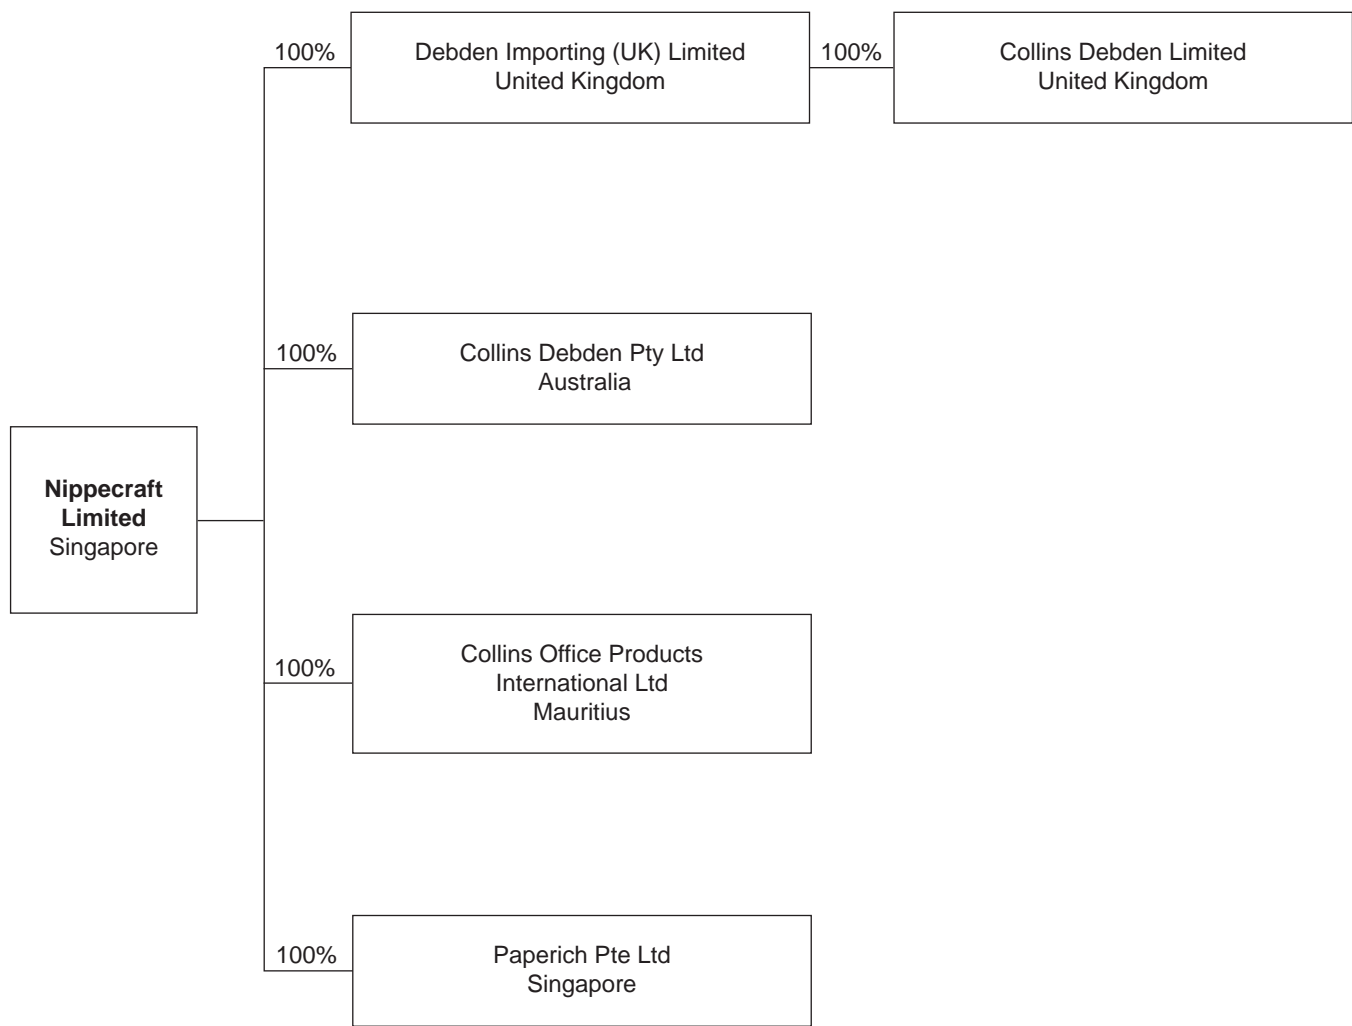 100%
Debden Importing (UK) Limited
United Kingdom
100%
Collins Debden Limited
United Kingdom
100%
Collins Debden Pty Ltd
Australia
Nippecraft
Limited
Singapore
100%
Collins Office Products
International Ltd
Mauritius
100%
Paperich Pte Ltd
Singapore